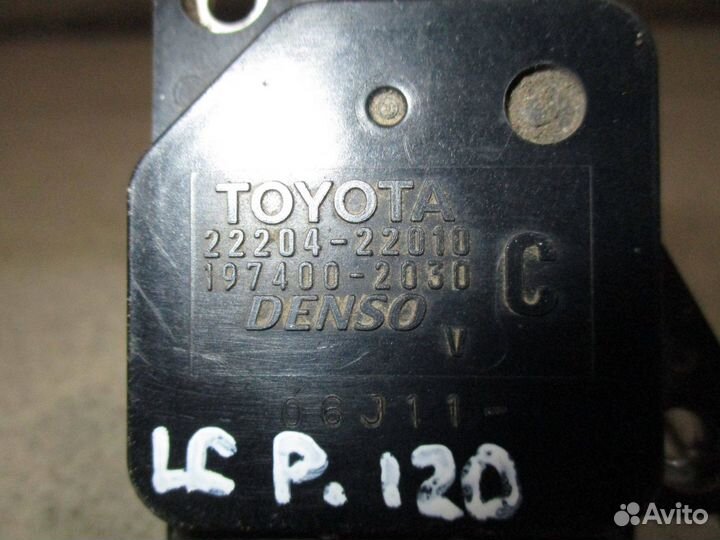 TOYOTA
22204-22010
197400-2030
C
DENSO
V
06J11-
LC P. 120
Avito